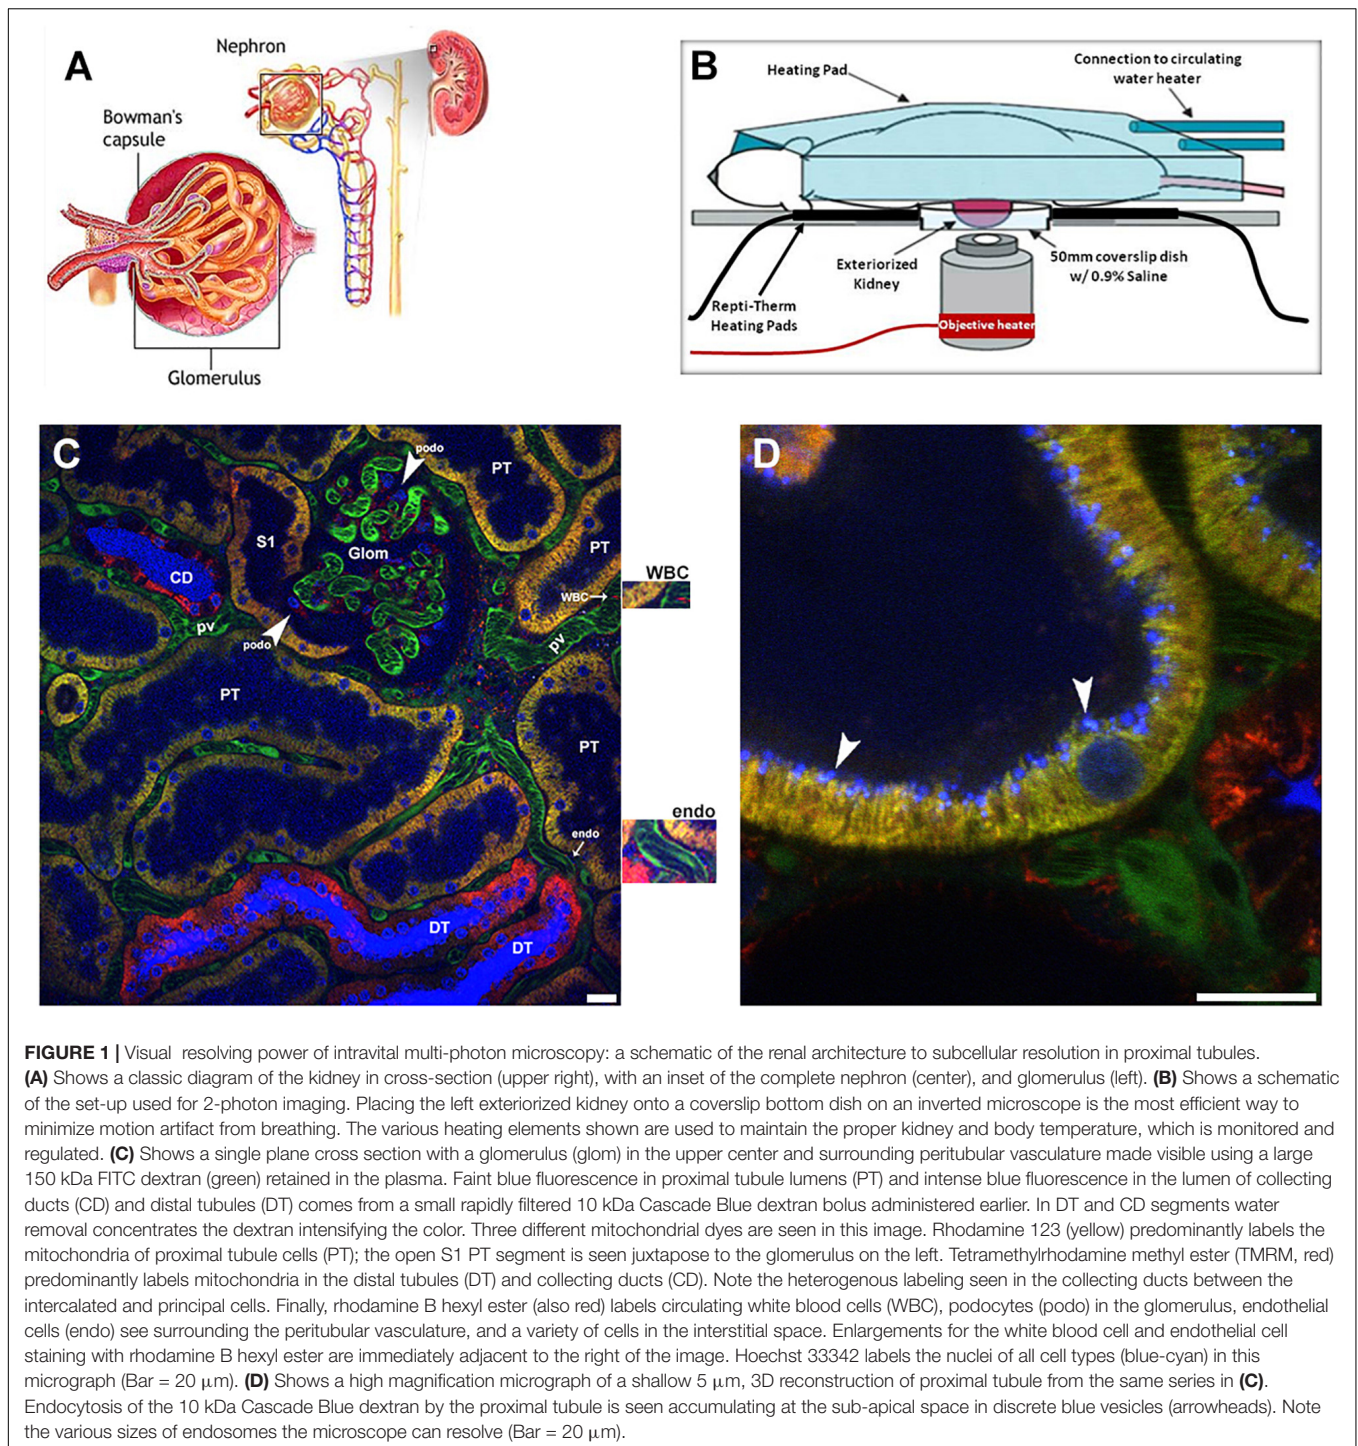 A
Nephron
Bowman's
capsule
Glomerulus
B
Heating Pad
Connection to circulating
water heater
Exteriorized
Kidney
50mm coverslip dish
w/ 0.9% Saline
Repti-Therm
Heating Pads
Objective heater
C
podo
PT
S1
PT
Glom
CD
WBC
WBC
pv
pv
podo
PT
PT
endo
endo
DT
DT
D
FIGURE 1 | Visual resolving power of intravital multi-photon microscopy: a schematic of the renal architecture to subcellular resolution in proximal tubules.
(A) Shows a classic diagram of the kidney in cross-section (upper right), with an inset of the complete nephron (center), and glomerulus (left). (B) Shows a schematic
of the set-up used for 2-photon imaging. Placing the left exteriorized kidney onto a coverslip bottom dish on an inverted microscope is the most efficient way to
minimize motion artifact from breathing. The various heating elements shown are used to maintain the proper kidney and body temperature, which is monitored and
regulated. (C) Shows a single plane cross section with a glomerulus (glom) in the upper center and surrounding peritubular vasculature made visible using a large
150 kDa FITC dextran (green) retained in the plasma. Faint blue fluorescence in proximal tubule lumens (PT) and intense blue fluorescence in the lumen of collecting
ducts (CD) and distal tubules (DT) comes from a small rapidly filtered 10 kDa Cascade Blue dextran bolus administered earlier. In DT and CD segments water
removal concentrates the dextran intensifying the color. Three different mitochondrial dyes are seen in this image. Rhodamine 123 (yellow) predominantly labels the
mitochondria of proximal tubule cells (PT); the open S1 PT segment is seen juxtapose to the glomerulus on the left. Tetramethylrhodamine methyl ester (TMRM, red)
predominantly labels mitochondria in the distal tubules (DT) and collecting ducts (CD). Note the heterogenous labeling seen in the collecting ducts between the
intercalated and principal cells. Finally, rhodamine B hexyl ester (also red) labels circulating white blood cells (WBC), podocytes (podo) in the glomerulus, endothelial
cells (endo) see surrounding the peritubular vasculature, and a variety of cells in the interstitial space. Enlargements for the white blood cell and endothelial cell
staining with rhodamine B hexyl ester are immediately adjacent to the right of the image. Hoechst 33342 labels the nuclei of all cell types (blue-cyan) in this
micrograph (Bar = 20 μm). (D) Shows a high magnification micrograph of a shallow 5 μm, 3D reconstruction of proximal tubule from the same series in (C).
Endocytosis of the 10 kDa Cascade Blue dextran by the proximal tubule is seen accumulating at the sub-apical space in discrete blue vesicles (arrowheads). Note
the various sizes of endosomes the microscope can resolve (Bar = 20 μm).